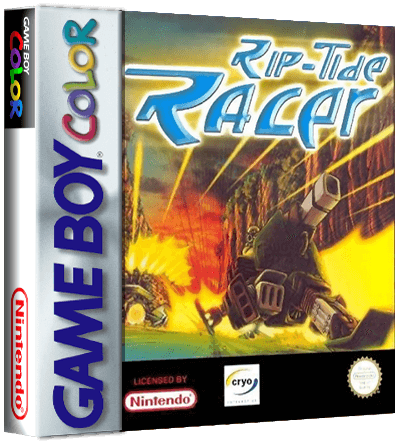 GAME BOY
COLOR
Nintendo
GAME BOY COLOR
RIP-TIDE
RACER
LICENSED BY
Nintendo
cryo